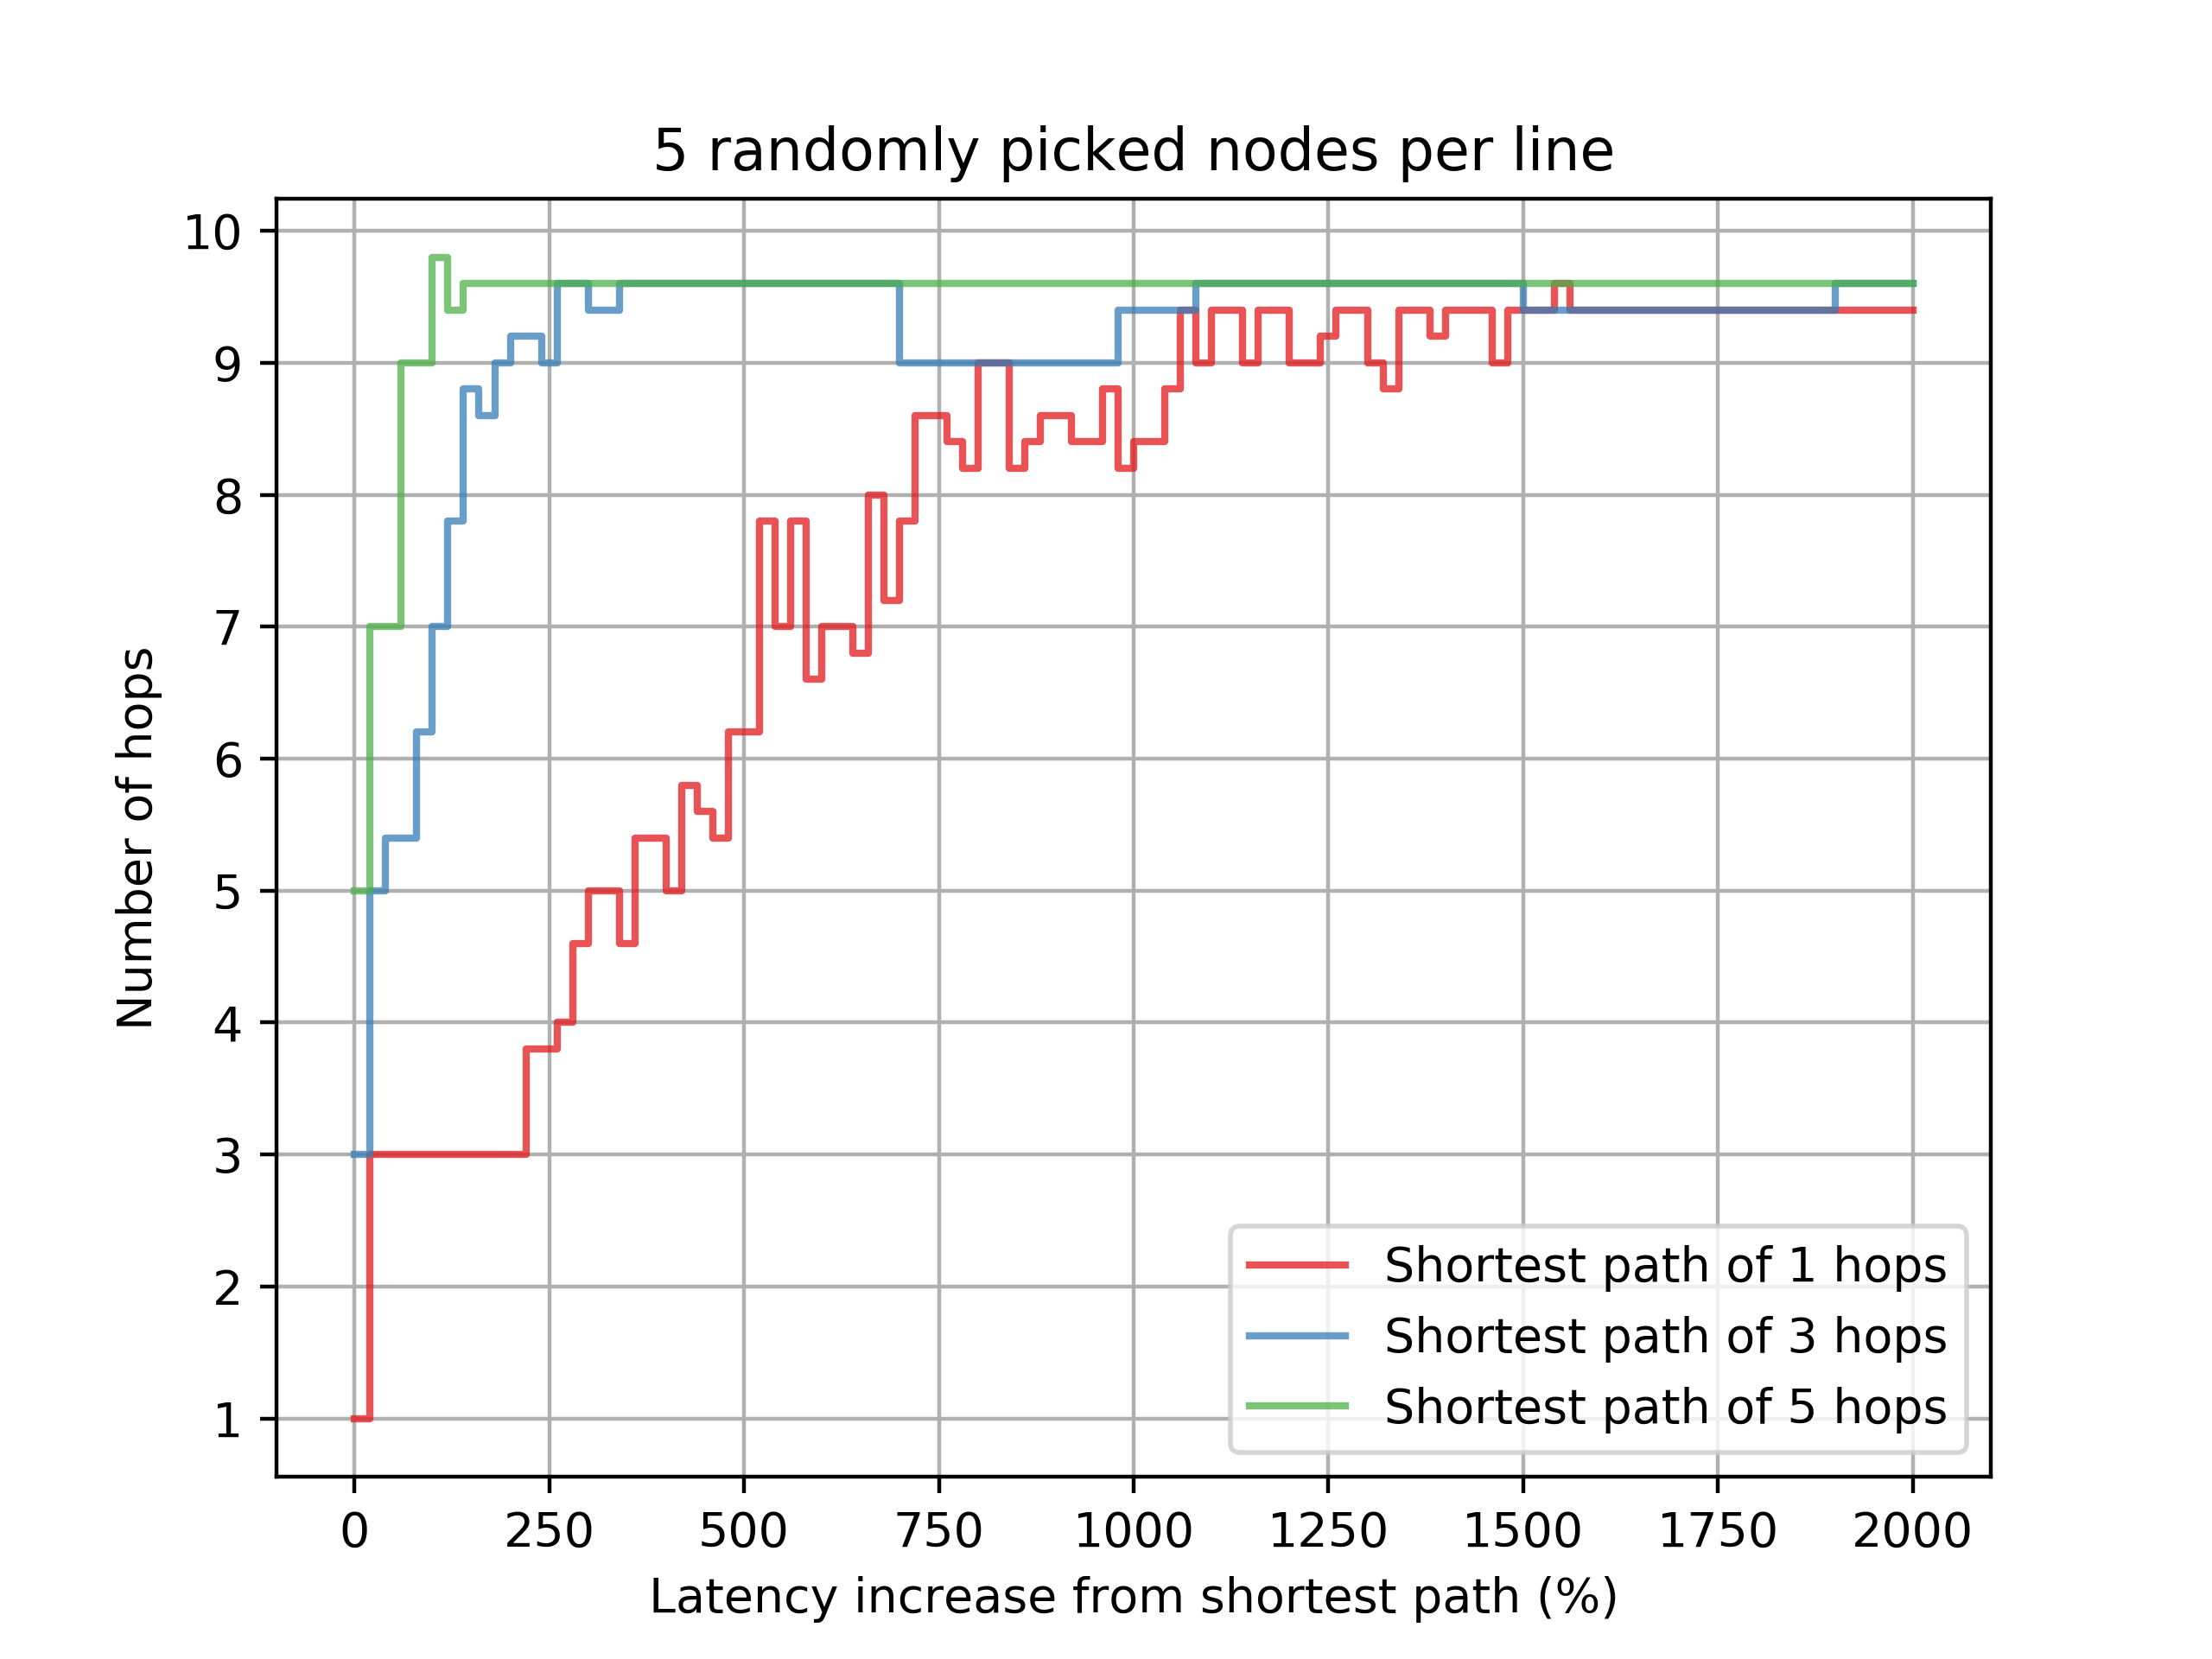 5 randomly picked nodes per line
10
9
8
7
6
5
4
3
2
1
Number of hops
Shortest path of 1 hops
Shortest path of 3 hops
Shortest path of 5 hops
0 250 500 750 1000 1250 1500 1750 2000
Latency increase from shortest path (%)